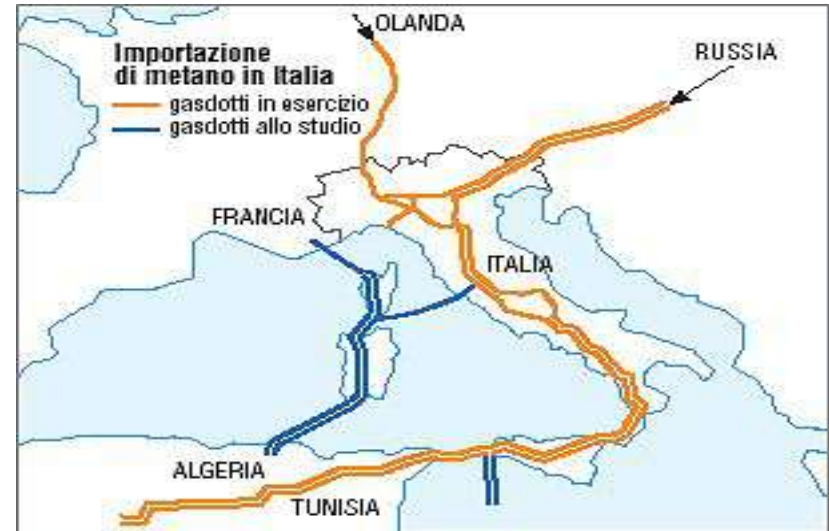 OLANDA
Importazione
di metano in Italia
RUSSIA
gasdotti in esercizio
gasdotti allo studio
FRANCIA
ITALIA
ALGERIA
TUNISIA